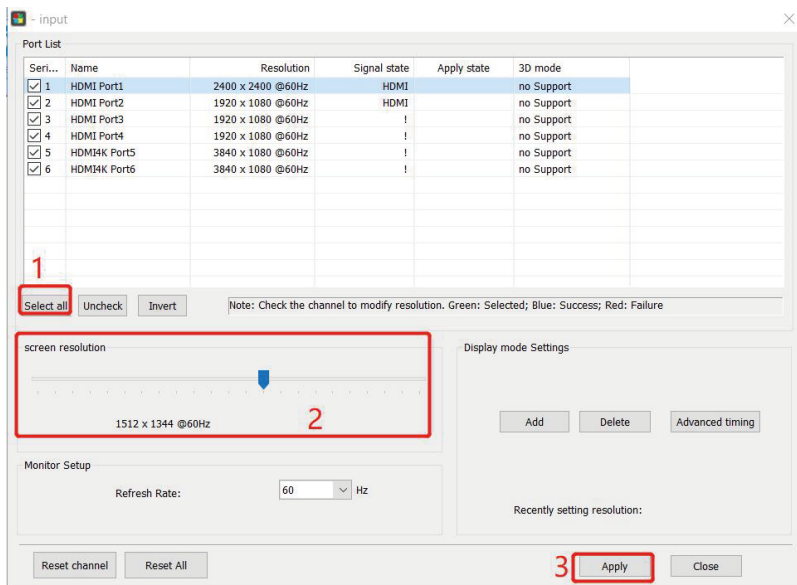 - input
Port List
Seri... Name Resolution Signal state Apply state 3D mode
1 HDMI Port1 2400 x 2400 @60Hz HDMI no Support
2 HDMI Port2 1920 x 1080 @60Hz HDMI no Support
3 HDMI Port3 1920 x 1080 @60Hz ! no Support
4 HDMI Port4 1920 x 1080 @60Hz ! no Support
5 HDMI4K Port5 3840 x 1080 @60Hz ! no Support
6 HDMI4K Port6 3840 x 1080 @60Hz ! no Support
1
Select all Uncheck Invert Note: Check the channel to modify resolution. Green: Selected; Blue: Success; Red: Failure
screen resolution
1512 x 1344 @60Hz
2
Display mode Settings
Add Delete Advanced timing
Recently setting resolution:
Monitor Setup
Refresh Rate: 60 Hz
Reset channel Reset All 3 Apply Close